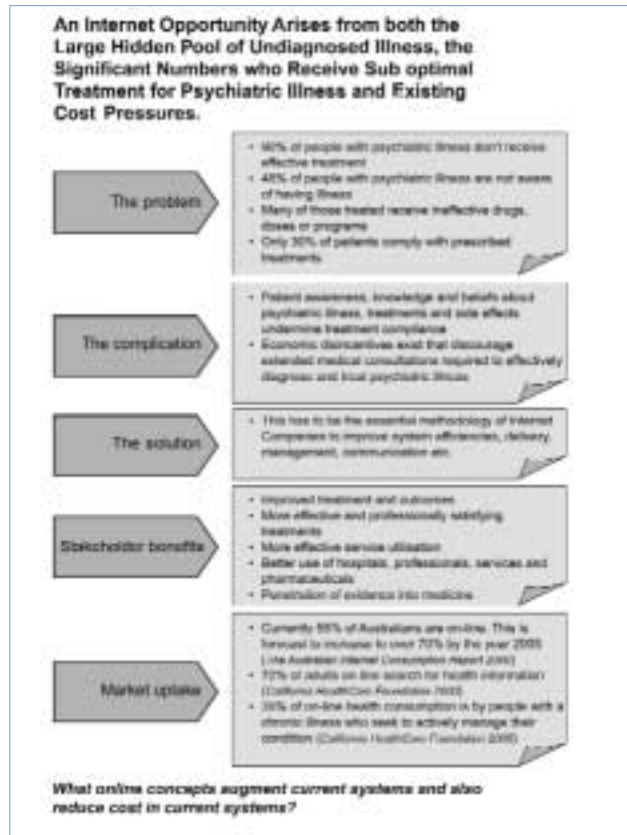 An Internet Opportunity Arises from both the
Large Hidden Pool of Undiagnosed Illness, the
Significant Numbers who Receive Sub optimal
Treatment for Psychiatric Illness and Existing
Cost Pressures.
The problem
• of people with psychiatric illness don't receive
effective treatment
• of people with psychiatric illness are not aware
of having illness
• Many of those treated receive ineffective drugs,
doses or programs
• Only 30% of patients comply with prescribed
treatments
The complication
• Patient awareness, knowledge and beliefs about
psychiatric illness, treatments and side effects
undermine treatment compliance
• Economic disincentives exist that discourage
extended medical consultations required to effectively
diagnose and treat psychiatric illness
The solution
• This has to be the essential methodology of Internet
Companies to improve system efficiencies, delivery,
management, communication etc.
Stakeholder benefits
• Improved treatment and outcomes
• More effective and professionally satisfying
treatments
• More effective service utilisation
• Better use of hospitals, professionals, services and
pharmaceuticals
• Penetration of evidence into medicine
Market uptake
• Currently of Australians are on-line. This is
forecast to increase to over 70% by the year
(The Australian Internet Consumption Report
• 70% of adults on line search for health information
(California HealthCare Foundation
• of on-line health consumption is by people with a
chronic illness who seek to actively manage their
condition (California HealthCare Foundation
What online concepts augment current systems and also
reduce cost in current systems?